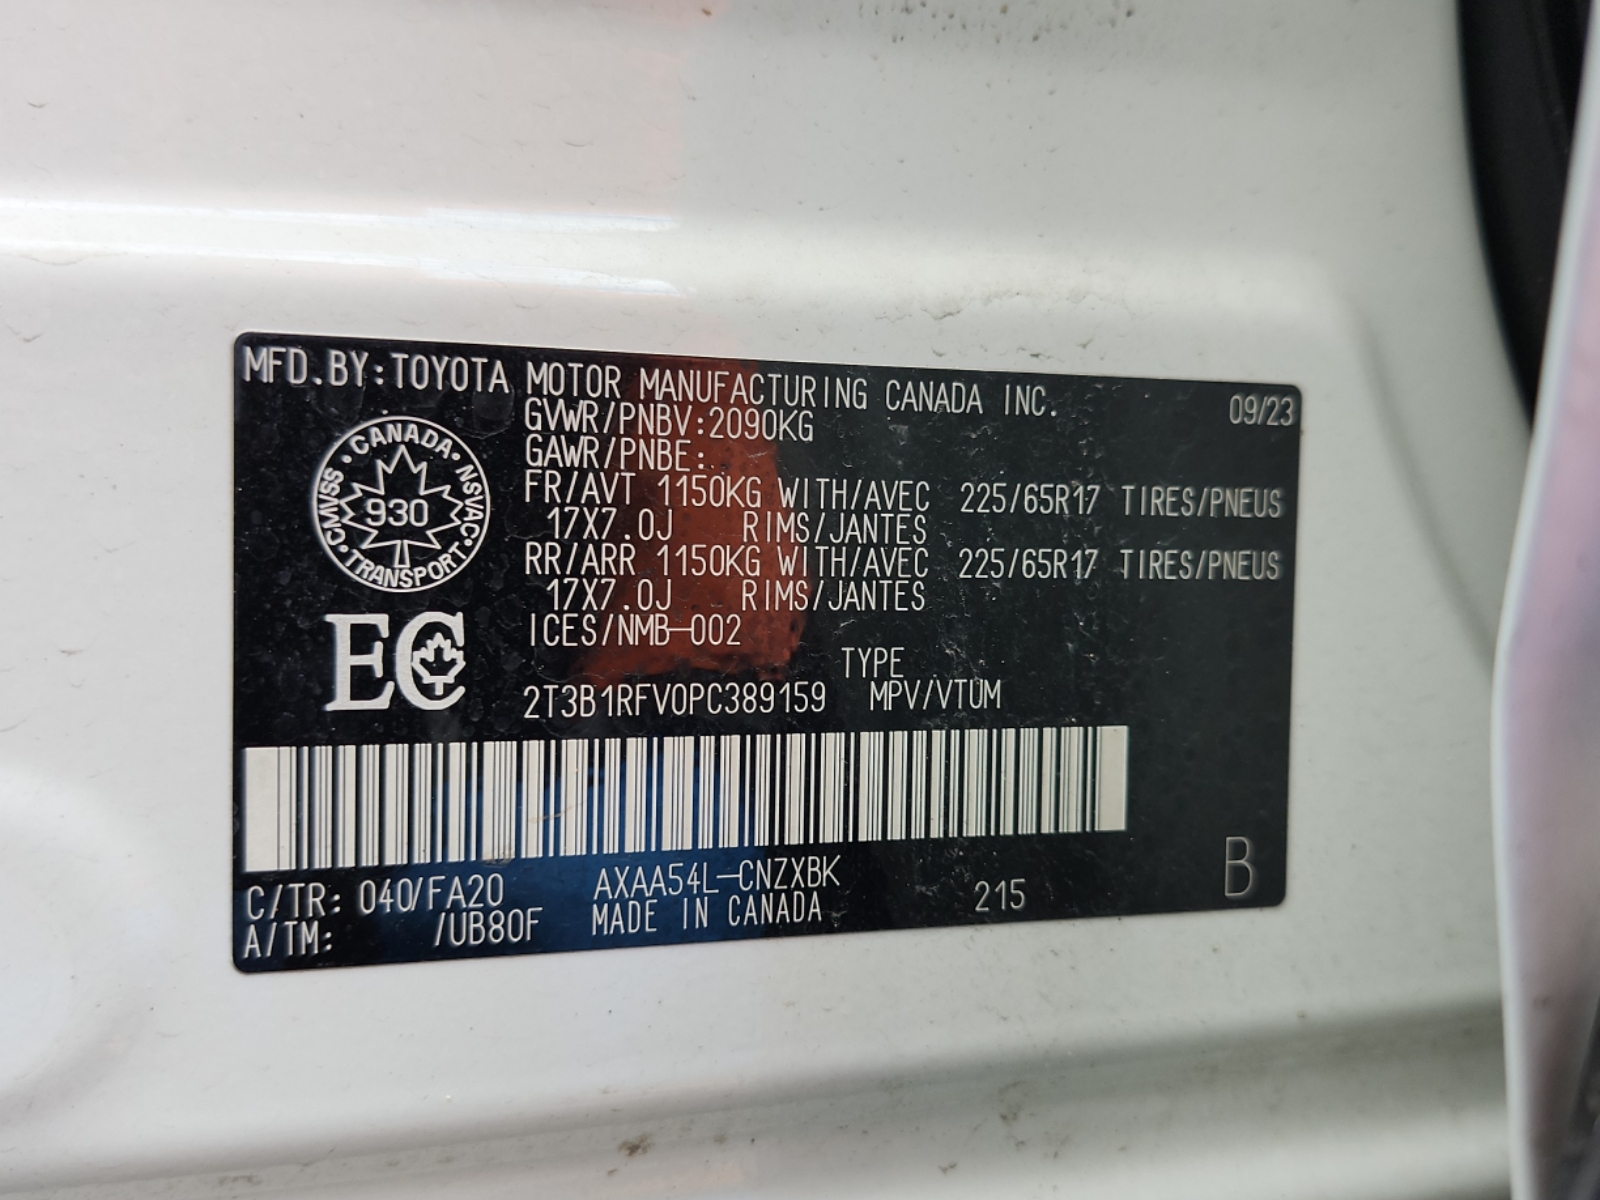 MFD.BY:TOYOTA MOTOR MANUFACTURING CANADA INC.
09/23
GVWR/PNBV:2090KG
GAWR/PNBE:
FR/AVT 1150KG WITH/AVEC 225/65R17 TIRES/PNEUS
17X7.0J RIMS/JANTES
RR/ARR 1150KG WITH/AVEC 225/65R17 TIRES/PNEUS
17X7.0J RIMS/JANTES
ICES/NMB-002
CANADA • NSVAC • TRANSPORT • CMVSS •
930
EC
TYPE
2T3B1RFV0PC389159 MPV/VTUM
C/TR: 040/FA20 AXAA54L-CNZXBK 215 B
A/TM: /UB80F MADE IN CANADA